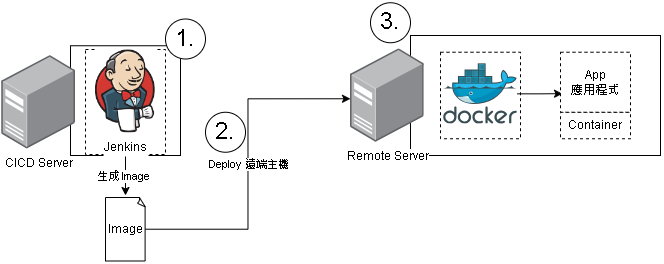 1.
CICD Server
Jenkins
生成 Image
Image
2.
Deploy 遠端主機
3.
Remote Server
docker
App
應用程式
Container